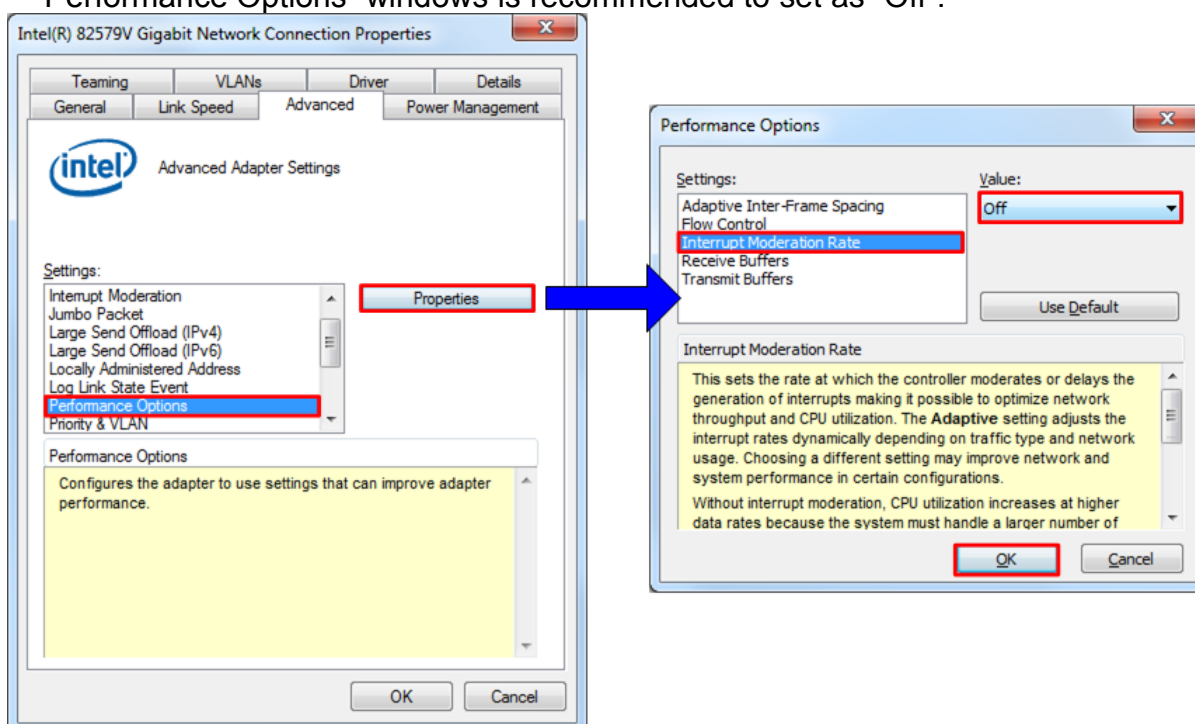 "Performance Options" windows is recommended to set as "Off".
Intel(R) 82579V Gigabit Network Connection Properties
Teaming
VLANs
Driver
Details
General
Link Speed
Advanced
Power Management
intel
Advanced Adapter Settings
Settings:
Interrupt Moderation
Jumbo Packet
Large Send Offload (IPv4)
Large Send Offload (IPv6)
Locally Administered Address
Log Link State Event
Performance Options
Priority & VLAN
Properties
Performance Options
Configures the adapter to use settings that can improve adapter
performance.
OK
Cancel
Performance Options
Settings:
Value:
Adaptive Inter-Frame Spacing
Flow Control
Interrupt Moderation Rate
Receive Buffers
Transmit Buffers
Off
Use Default
Interrupt Moderation Rate
This sets the rate at which the controller moderates or delays the
generation of interrupts making it possible to optimize network
throughput and CPU utilization. The Adaptive setting adjusts the
interrupt rates dynamically depending on traffic type and network
usage. Choosing a different setting may improve network and
system performance in certain configurations.
Without interrupt moderation, CPU utilization increases at higher
data rates because the system must handle a larger number of
OK
Cancel